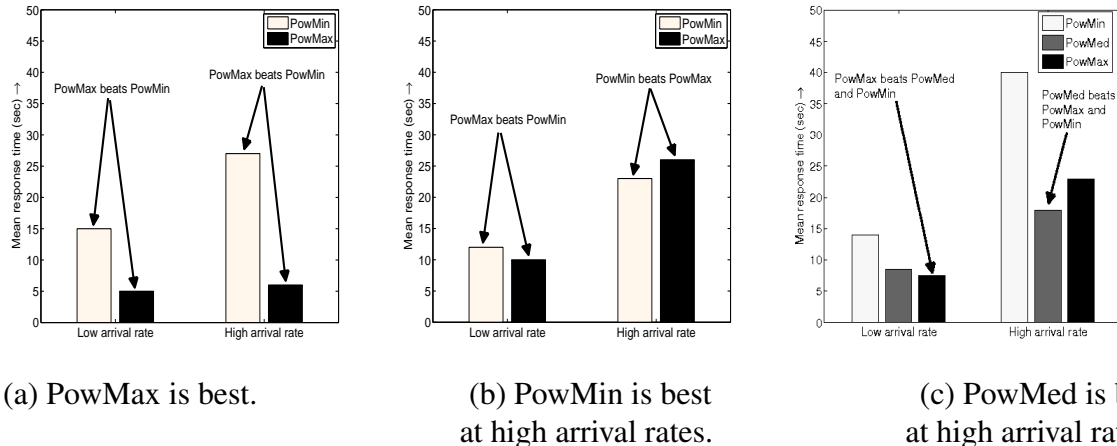 50
45
40
35
30
25
20
15
10
5
0
Mean response time (sec) →
PowMin
PowMax
PowMax beats PowMin
PowMax beats PowMin
Low arrival rate
High arrival rate
(a) PowMax is best.
50
45
40
35
30
25
20
15
10
5
0
Mean response time (sec) →
PowMin
PowMax
PowMax beats PowMin
PowMin beats PowMax
Low arrival rate
High arrival rate
(b) PowMin is best
at high arrival rates.
50
45
40
35
30
25
20
15
10
5
0
Mean response time (sec) →
PowMin
PowMed
PowMax
PowMax beats PowMed
and PowMin
PowMed beats
PowMax and
PowMin
Low arrival rate
High arrival rate
(c) PowMed is
at high arrival